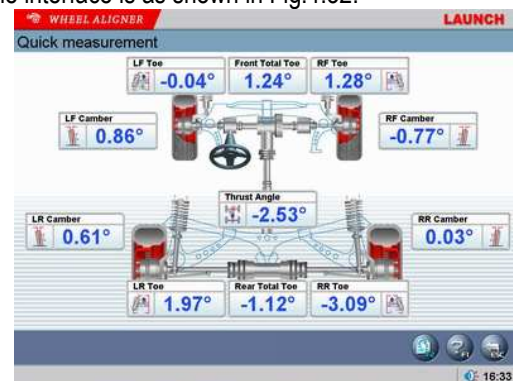 interface is as shown in Fig.
WHEEL ALIGNER LAUNCH
Quick measurement
LF Toe Front Total Toe RF Toe
-0.04° 1.24° 1.28°
LF Camber RF Camber
0.86° -0.77°
Thrust Angle
-2.53°
LR Camber RR Camber
0.61° 0.03°
LR Toe Rear Total Toe RR Toe
1.97° -1.12° -3.09°
F1
ESC
16:33